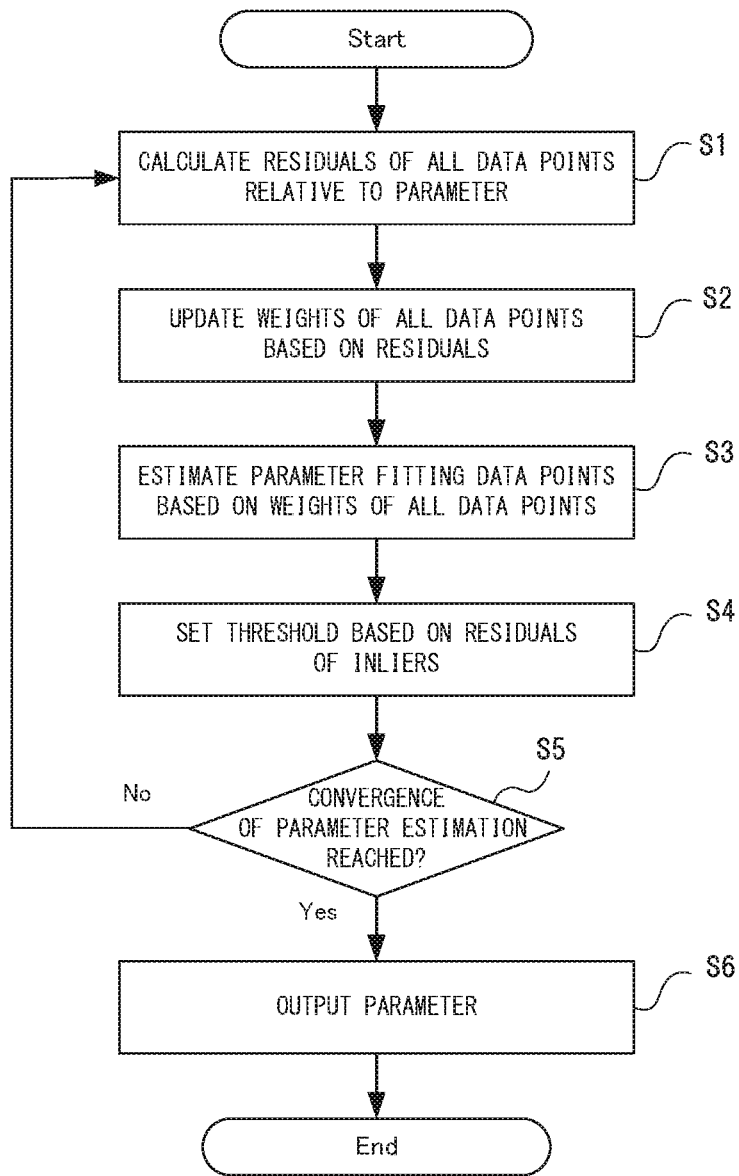 Start
CALCULATE RESIDUALS OF ALL DATA POINTS
RELATIVE TO PARAMETER
S1
UPDATE WEIGHTS OF ALL DATA POINTS
BASED ON RESIDUALS
S2
ESTIMATE PARAMETER FITTING DATA POINTS
BASED ON WEIGHTS OF ALL DATA POINTS
S3
SET THRESHOLD BASED ON RESIDUALS
OF INLIERS
S4
CONVERGENCE
OF PARAMETER ESTIMATION
REACHED?
S5
No
Yes
OUTPUT PARAMETER
S6
End